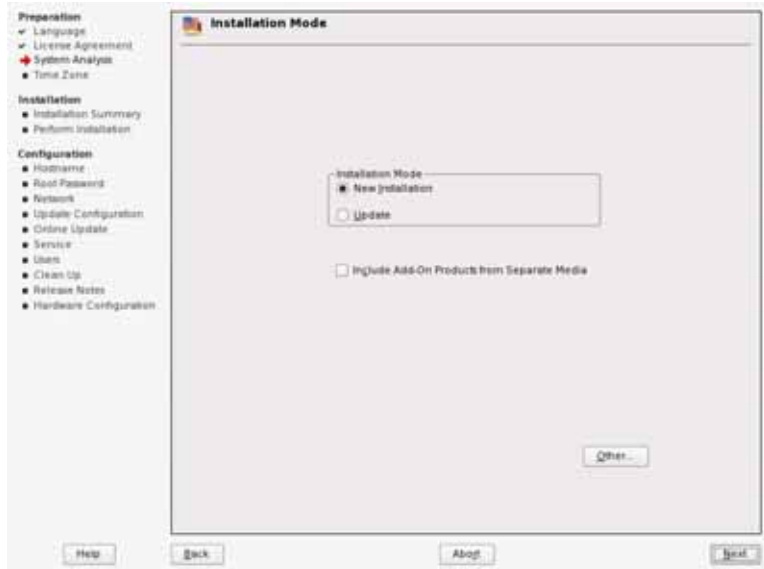 Preparation
Language
License Agreement
System Analysis
Time Zone
Installation
Installation Summary
Perform Installation
Configuration
Hostname
Root Password
Network
Update Configuration
Online Update
Service
Users
Clean Up
Release Notes
Hardware Configuration
Installation Mode
Installation Mode
New Installation
Update
Include Add-On Products from Separate Media
Other...
Help
Back
Abort
Next